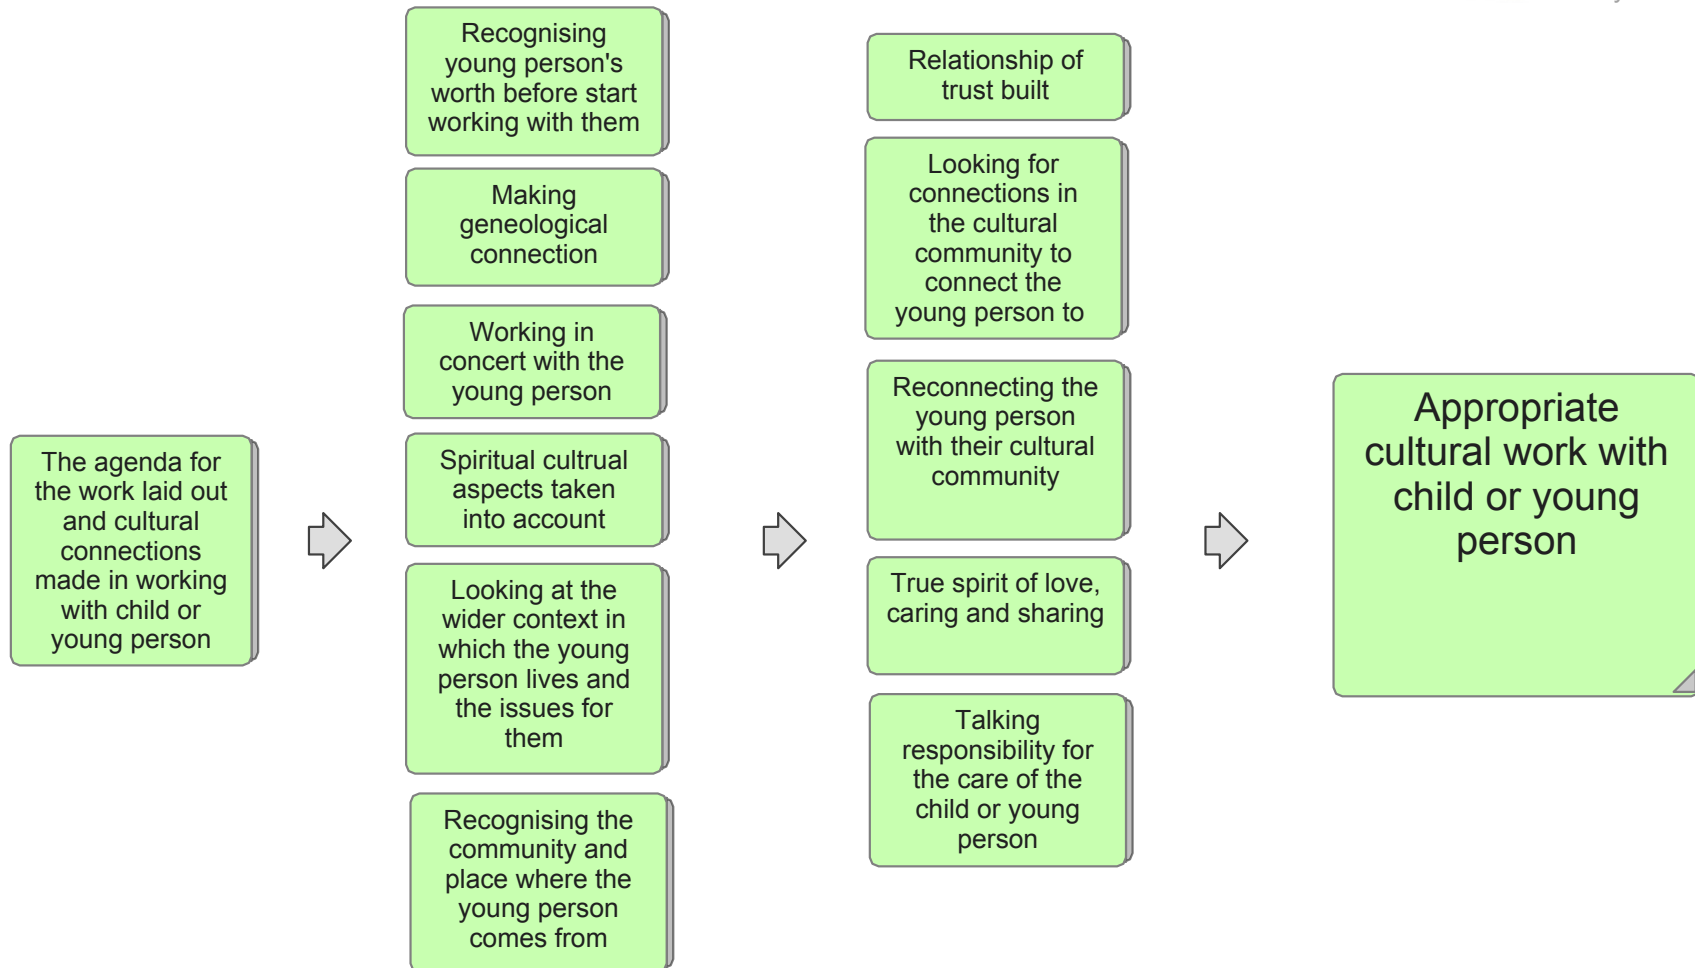 Recognising
young person's
worth before start
working with them
Making
geneological
connection
Working in
concert with the
young person
Spiritual cultrual
aspects taken
into account
Looking at the
wider context in
which the young
person lives and
the issues for
them
Recognising the
community and
place where the
young person
comes from
The agenda for
the work laid out
and cultural
connections
made in working
with child or
young person
Relationship of
trust built
Looking for
connections in
the cultural
community to
connect the
young person to
Reconnecting the
young person
with their cultural
community
True spirit of love,
caring and sharing
Talking
responsibility for
the care of the
child or young
person
Appropriate
cultural work with
child or young
person